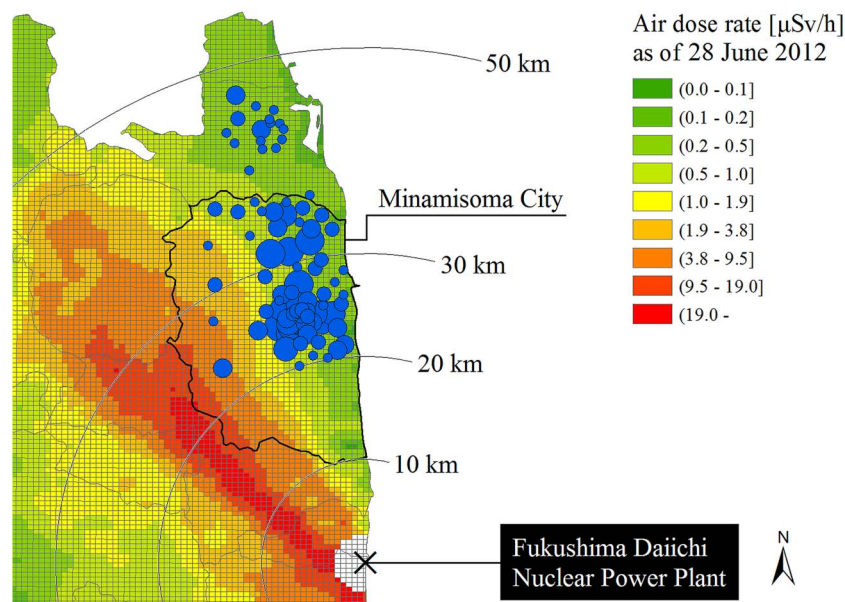 Air dose rate [µSv/h]
as of 28 June 2012
(0.0 - 0.1]
(0.1 - 0.2]
(0.2 - 0.5]
(0.5 - 1.0]
(1.0 - 1.9]
(1.9 - 3.8]
(3.8 - 9.5]
(9.5 - 19.0]
(19.0 -
50 km
Minamisoma City
30 km
20 km
10 km
Fukushima Daiichi
Nuclear Power Plant
N